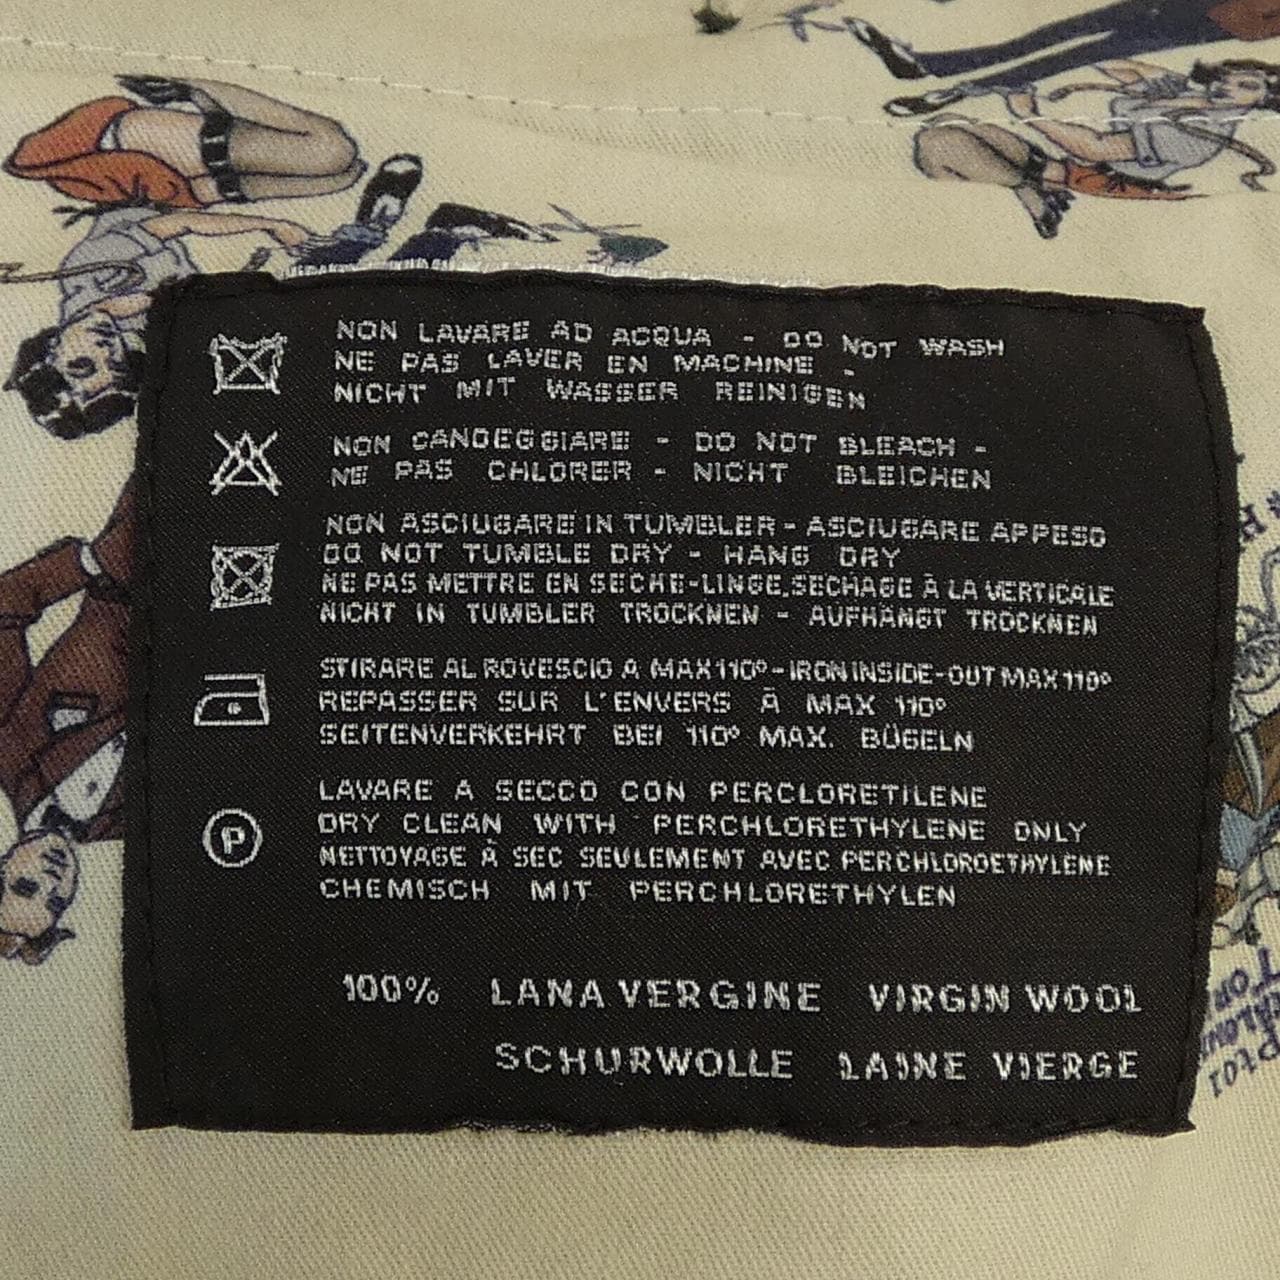 NON LAVARE AD ACQUA - DO NOT WASH
NE PAS LAVER EN MACHINE -
NICHT MIT WASSER REINIGEN
NON CANDEGGIARE - DO NOT BLEACH -
NE PAS CHLORER - NICHT BLEICHEN
NON ASCIUGARE IN TUMBLER - ASCIUGARE APPESO
DO NOT TUMBLE DRY - HANG DRY
NE PAS METTRE EN SECHE-LINGE.SECHAGE À LA VERTICALE
NICHT IN TUMBLER TROCKNEN - AUFHÄNGT TROCKNEN
STIRARE AL ROVESCIO A MAX 110° - IRON INSIDE-OUT MAX 110°
REPASSER SUR L'ENVERS À MAX 110°
SEITENVERKEHRT BEI 110° MAX. BÜGELN
P
LAVARE A SECCO CON PERCLORETILENE
DRY CLEAN WITH PERCHLORETHYLENE ONLY
NETTOYAGE À SEC SEULEMENT AVEC PERCHLOROETHYLENE
CHEMISCH MIT PERCHLORETHYLEN
100% LANA VERGINE VIRGIN WOOL
SCHURWOLLE LAINE VIERGE